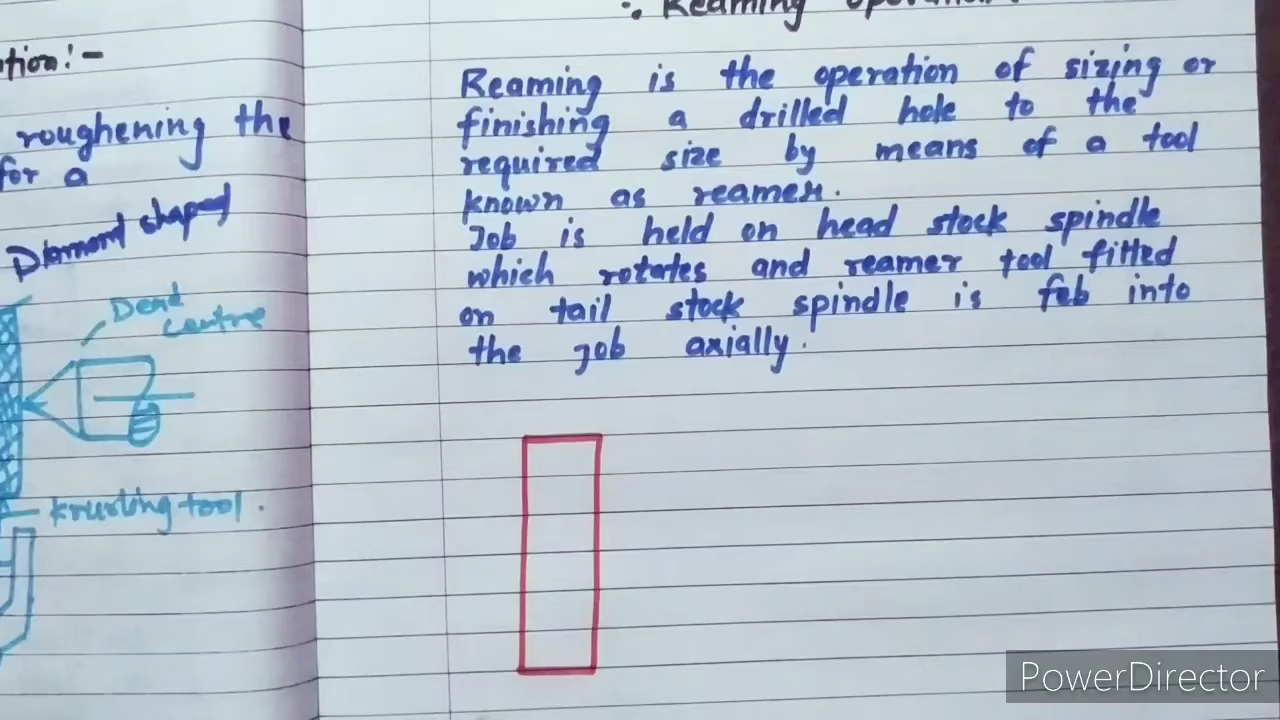 tion:-
roughening the
for a
Diamond shaped
Dead
centre
knurling tool.
: Reaming operation:
Reaming is the operation of sizing or
finishing a drilled hole to the
required size by means of a tool
known as reamer.
Job is held on head stock spindle
which rotates and reamer tool fitted
on tail stock spindle is feb into
the job axially.
PowerDirector